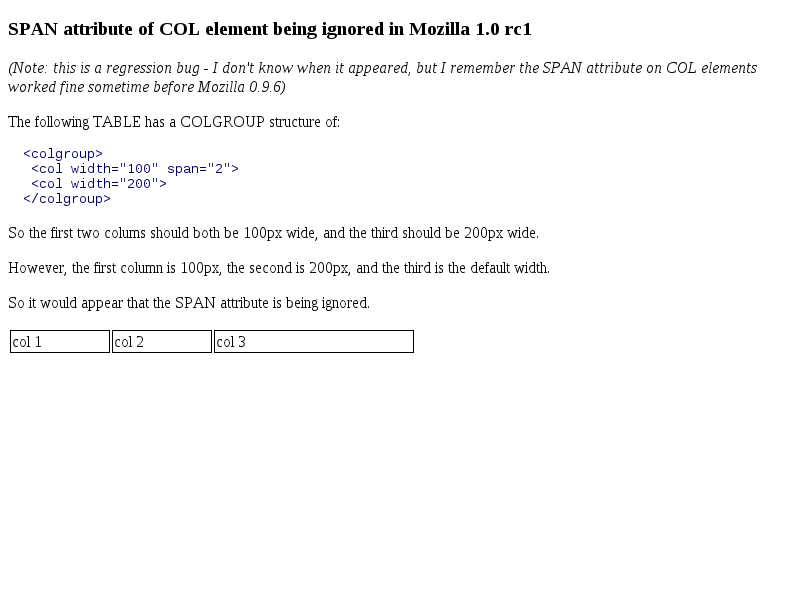 SPAN attribute of COL element being ignored in Mozilla 1.0 rc1
(Note: this is a regression bug - I don't know when it appeared, but I remember the SPAN attribute on COL elements
worked fine sometime before Mozilla 0.9.6)
The following TABLE has a COLGROUP structure of:
<colgroup>
<col width="100" span="2">
<col width="200">
</colgroup>
So the first two colums should both be 100px wide, and the third should be 200px wide.
However, the first column is 100px, the second is 200px, and the third is the default width.
So it would appear that the SPAN attribute is being ignored.
col 1 col 2 col 3